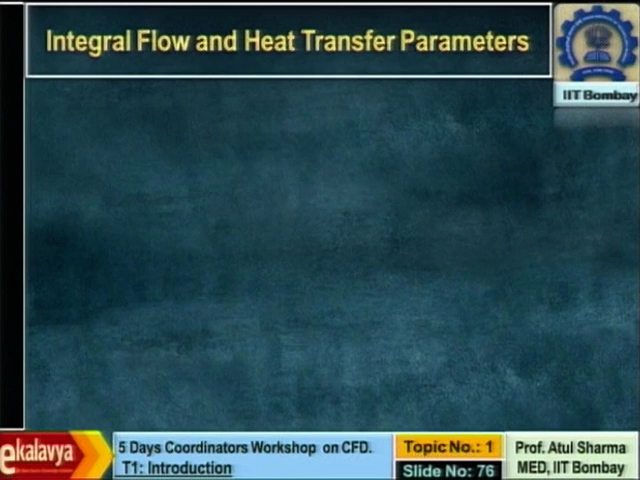 Integral Flow and Heat Transfer Parameters
IIT Bombay
ekalavya
5 Days Coordinators Workshop on CFD.
T1: Introduction
Topic No.: 1
Slide No: 76
Prof. Atul Sharma
MED, IIT Bombay